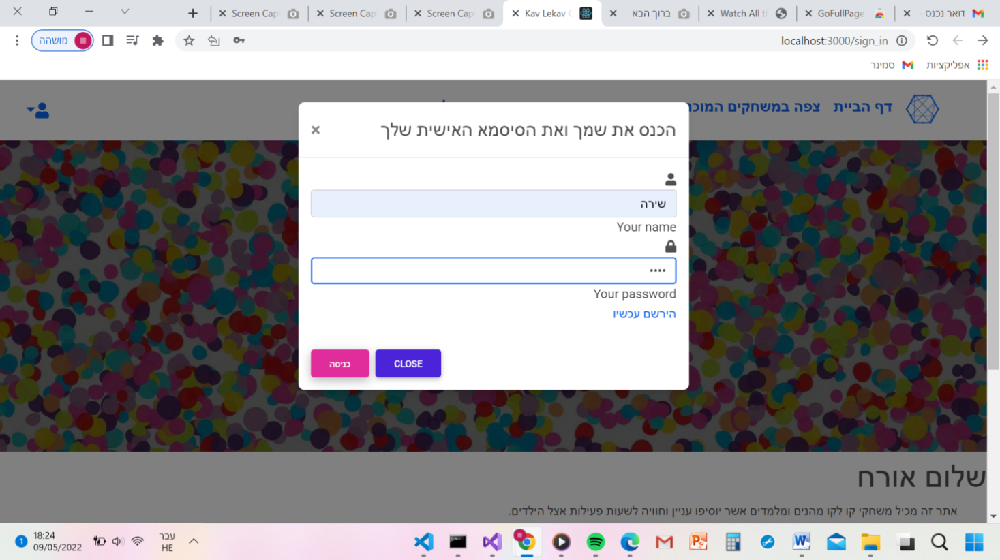 Screen Cap
Screen Cap
Screen Cap
Kav Lekav
ברוך הבא
Watch All
GoFullPage
דואר נכנס -
מושהה
localhost:3000/sign_in
סמינר
אפליקציות
דף הביית
צפה במשחקים
הכנס את שמך ואת הסיסמא האישית שלך
×
שירה
Your name
••••
Your password
הירשם עכשיו
כניסה
CLOSE
שלום אורח
אתר זה מכיל משחקי קו לקו מהנים ומלמדים אשר יוסיפו עניין וחוויה לשעות פעילות אצל הילדים.
1
18:24
09/05/2022
עבר
HE